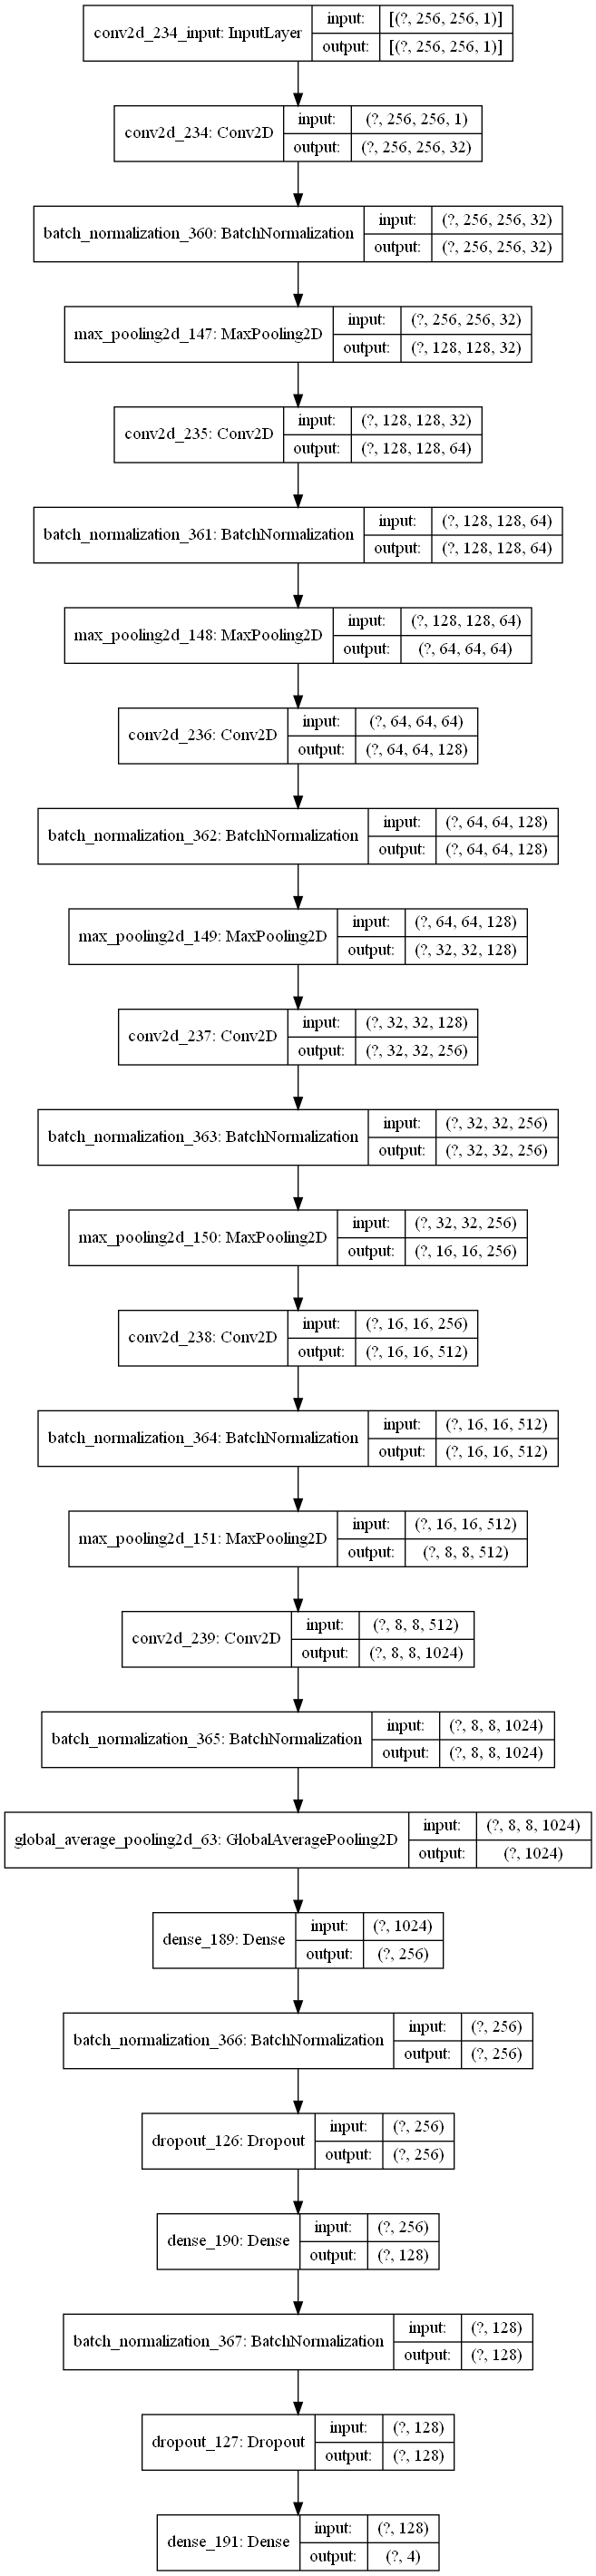 conv2d_234_input: InputLayer
input: [(?, 256, 256, 1)]
output: [(?, 256, 256, 1)]
conv2d_234: Conv2D
input: (?, 256, 256, 1)
output: (?, 256, 256, 32)
batch_normalization_360: BatchNormalization
input: (?, 256, 256, 32)
output: (?, 256, 256, 32)
max_pooling2d_147: MaxPooling2D
input: (?, 256, 256, 32)
output: (?, 128, 128, 32)
conv2d_235: Conv2D
input: (?, 128, 128, 32)
output: (?, 128, 128, 64)
batch_normalization_361: BatchNormalization
input: (?, 128, 128, 64)
output: (?, 128, 128, 64)
max_pooling2d_148: MaxPooling2D
input: (?, 128, 128, 64)
output: (?, 64, 64, 64)
conv2d_236: Conv2D
input: (?, 64, 64, 64)
output: (?, 64, 64, 128)
batch_normalization_362: BatchNormalization
input: (?, 64, 64, 128)
output: (?, 64, 64, 128)
max_pooling2d_149: MaxPooling2D
input: (?, 64, 64, 128)
output: (?, 32, 32, 128)
conv2d_237: Conv2D
input: (?, 32, 32, 128)
output: (?, 32, 32, 256)
batch_normalization_363: BatchNormalization
input: (?, 32, 32, 256)
output: (?, 32, 32, 256)
max_pooling2d_150: MaxPooling2D
input: (?, 32, 32, 256)
output: (?, 16, 16, 256)
conv2d_238: Conv2D
input: (?, 16, 16, 256)
output: (?, 16, 16, 512)
batch_normalization_364: BatchNormalization
input: (?, 16, 16, 512)
output: (?, 16, 16, 512)
max_pooling2d_151: MaxPooling2D
input: (?, 16, 16, 512)
output: (?, 8, 8, 512)
conv2d_239: Conv2D
input: (?, 8, 8, 512)
output: (?, 8, 8, 1024)
batch_normalization_365: BatchNormalization
input: (?, 8, 8, 1024)
output: (?, 8, 8, 1024)
global_average_pooling2d_63: GlobalAveragePooling2D
input: (?, 8, 8, 1024)
output: (?, 1024)
dense_189: Dense
input: (?, 1024)
output: (?, 256)
batch_normalization_366: BatchNormalization
input: (?, 256)
output: (?, 256)
dropout_126: Dropout
input: (?, 256)
output: (?, 256)
dense_190: Dense
input: (?, 256)
output: (?, 128)
batch_normalization_367: BatchNormalization
input: (?, 128)
output: (?, 128)
dropout_127: Dropout
input: (?, 128)
output: (?, 128)
dense_191: Dense
input: (?, 128)
output: (?, 4)